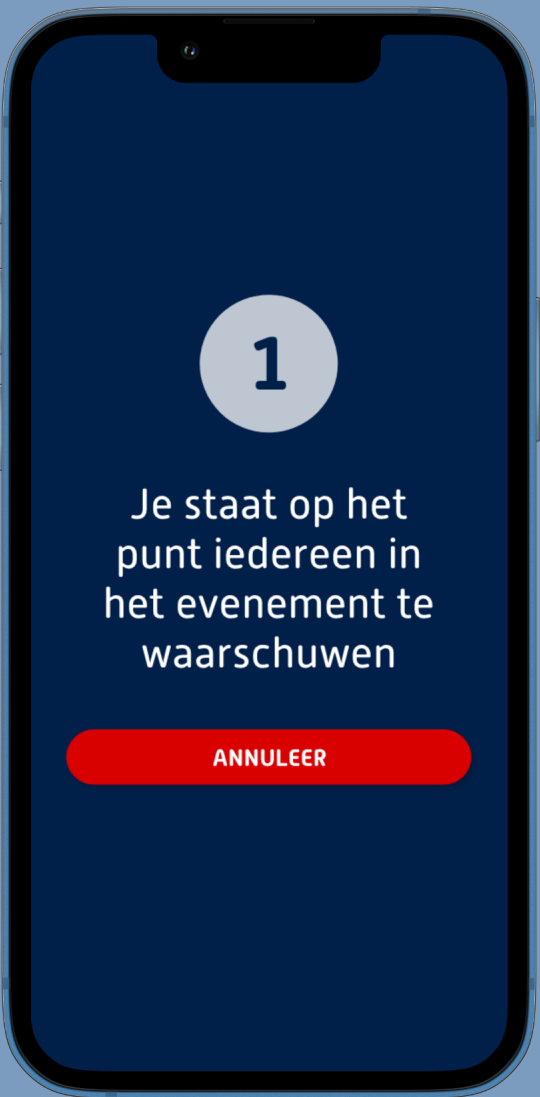 1
Je staat op het
punt iedereen in
het evenement te
waarschuwen
ANNULEER